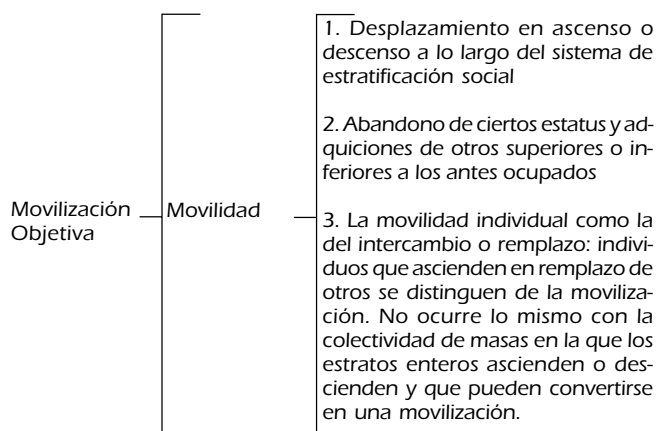 Movilización
Objetiva
Movilidad
1. Desplazamiento en ascenso o
descenso a lo largo del sistema de
estratificación social
2. Abandono de ciertos estatus y ad-
quiciones de otros superiores o in-
feriores a los antes ocupados
3. La movilidad individual como la
del intercambio o remplazo: indivi-
duos que ascienden en remplazo de
otros se distinguen de la moviliza-
ción. No ocurre lo mismo con la
colectividad de masas en la que los
estratos enteros ascienden o des-
cienden y que pueden convertirse
en una movilización.